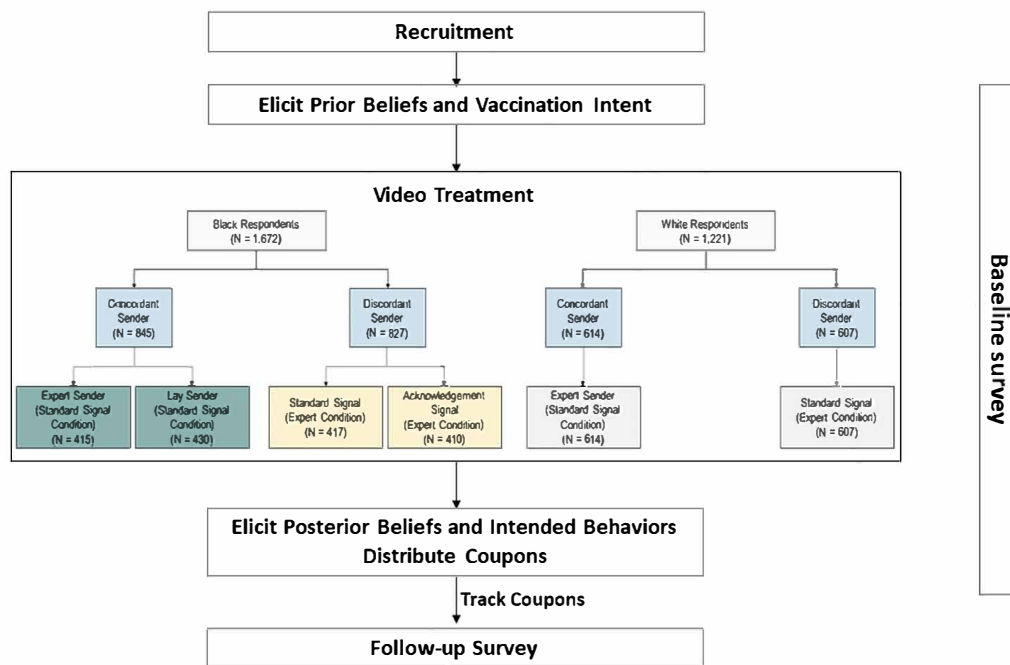 Recruitment
Elicit Prior Beliefs and Vaccination Intent
Video Treatment
Black Respondents
(N = 1,672)
White Respondents
(N = 1,221)
Concordant
Sender
(N = 845)
Discordant
Sender
(N = 827)
Concordant
Sender
(N = 614)
Discordant
Sender
(N = 607)
Expert Sender
(Standard Signal
Condition)
(N = 415)
Lay Sender
(Standard Signal
Condition)
(N = 430)
Standard Signal
(Expert Condition)
(N = 417)
Acknowledgement
Signal
(Expert Condition)
(N = 410)
Expert Sender
(Standard Signal
Condition)
(N = 614)
Standard Signal
(Expert Condition)
(N = 607)
Elicit Posterior Beliefs and Intended Behaviors
Distribute Coupons
Track Coupons
Follow-up Survey
Baseline survey